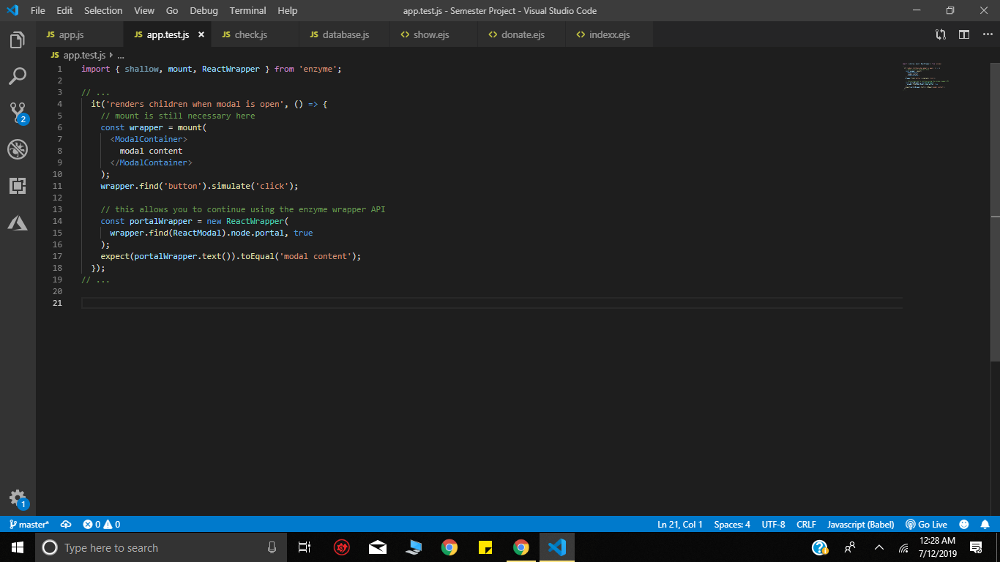 File Edit Selection View Go Debug Terminal Help app.test.js - Semester Project - Visual Studio Code
JS app.js JS app.test.js × JS check.js JS database.js <> show.ejs <> donate.ejs <> indexx.ejs
JS app.test.js ...
1 import { shallow, mount, ReactWrapper } from 'enzyme';
2
3 // ...
4 it('renders children when modal is open', () => {
5 // mount is still necessary here
6 const wrapper = mount(
7 <ModalContainer>
8 modal content
9 </ModalContainer>
10 );
11 wrapper.find('button').simulate('click');
12
13 // this allows you to continue using the enzyme wrapper API
14 const portalWrapper = new ReactWrapper(
15 wrapper.find(ReactModal).node.portal, true
16 );
17 expect(portalWrapper.text()).toEqual('modal content');
18 });
19 // ...
20
21
2
1
master* 0 0 Ln 21, Col 1 Spaces: 4 UTF-8 CRLF Javascript (Babel) Go Live
Type here to search
12:28 AM
7/12/2019